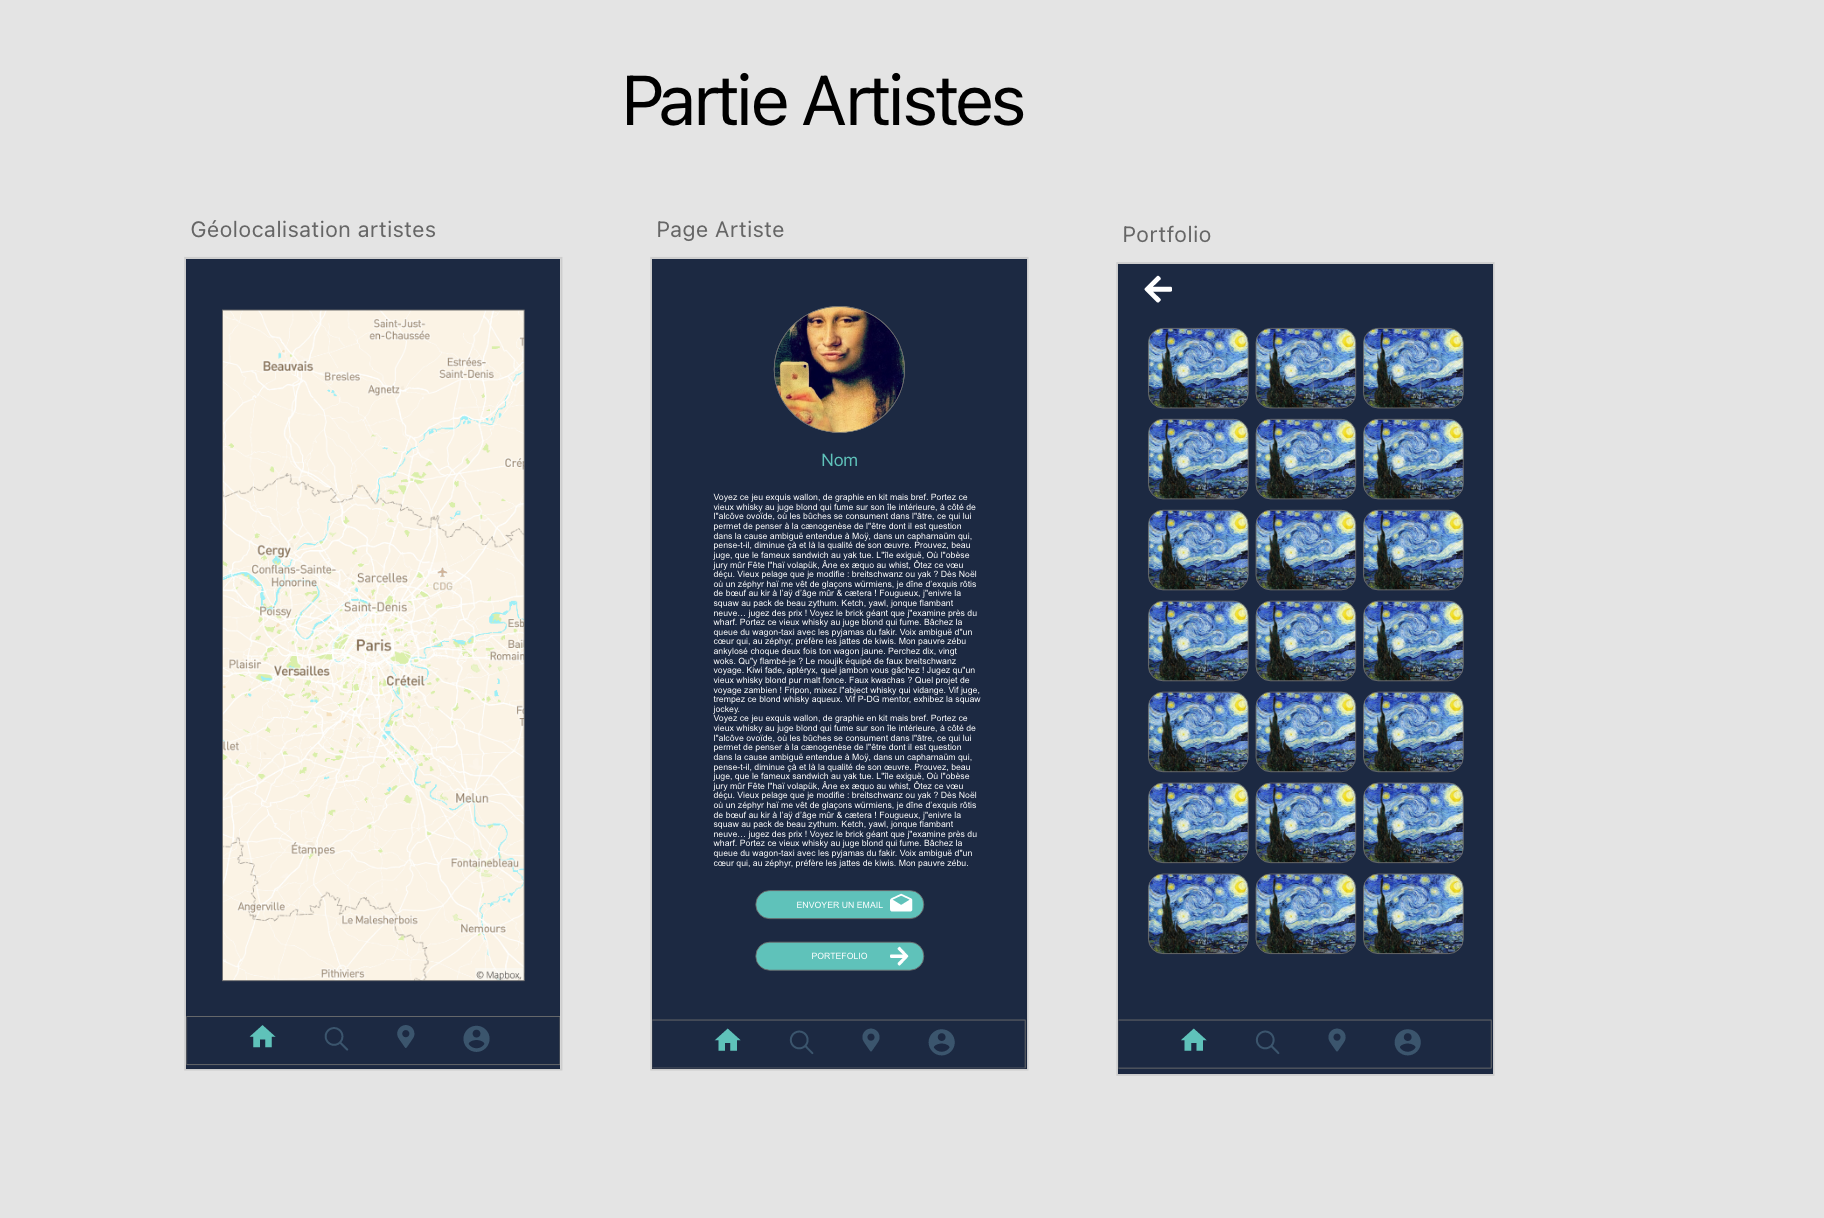 Partie Artistes
Géolocalisation artistes
Saint-Just-
en-Chaussée
Beauvais
Bresles
Agnetz
Estrées-
Saint-Denis
Cergy
Conflans-Sainte-
Honorine
Sarcelles
CDG
Poissy
Saint-Denis
Paris
Plaisir
Versailles
Créteil
Romain
Melun
Étampes
Fontainebleau
Angerville
Le Malesherbois
Nemours
Pithiviers
© Mapbox,
Page Artiste
Nom
Voyez ce jeu exquis wallon, de graphie en kit mais bref. Portez ce
vieux whisky au juge blond qui fume sur son île intérieure, à côté de
l"alcôve ovoïde, où les bûches se consument dans l"âtre, ce qui lui
permet de penser à la cænogenèse de l"être dont il est question
dans la cause ambiguë entendue à Moÿ, dans un capharnaüm qui,
pense-t-il, diminue çà et là la qualité de son œuvre. Prouvez, beau
juge, que le fameux sandwich au yak tue. L"île exiguë, Où l"obèse
jury mûr Fête l"haï volapük, Âne ex æquo au whist, Ôtez ce vœu
déçu. Vieux pelage que je modifie : breitschwanz ou yak ? Dès Noël
où un zéphyr haï me vêt de glaçons würmiens, je dîne d'exquis rôtis
de bœuf au kir à l'aÿ d'âge mûr & cætera ! Fougueux, j"enivre la
squaw au pack de beau zythum. Ketch, yawl, jonque flambant
neuve… jugez des prix ! Voyez le brick géant que j"examine près du
wharf. Portez ce vieux whisky au juge blond qui fume. Bâchez la
queue du wagon-taxi avec les pyjamas du fakir. Voix ambiguë d"un
cœur qui, au zéphyr, préfère les jattes de kiwis. Mon pauvre zébu
ankylosé choque deux fois ton wagon jaune. Perchez dix, vingt
woks. Qu"y flambé-je ? Le moujik équipé de faux breitschwanz
voyage. Kiwi fade, aptéryx, quel jambon vous gâchez ! Jugez qu"un
vieux whisky blond pur malt fonce. Faux kwachas ? Quel projet de
voyage zambien ! Fripon, mixez l"abject whisky qui vidange. Vif juge,
trempez ce blond whisky aqueux. Vif P-DG mentor, exhibez la squaw
jockey.
Voyez ce jeu exquis wallon, de graphie en kit mais bref. Portez ce
vieux whisky au juge blond qui fume sur son île intérieure, à côté de
l"alcôve ovoïde, où les bûches se consument dans l"âtre, ce qui lui
permet de penser à la cænogenèse de l"être dont il est question
dans la cause ambiguë entendue à Moÿ, dans un capharnaüm qui,
pense-t-il, diminue çà et là la qualité de son œuvre. Prouvez, beau
juge, que le fameux sandwich au yak tue. L"île exiguë, Où l"obèse
jury mûr Fête l"haï volapük, Âne ex æquo au whist, Ôtez ce vœu
déçu. Vieux pelage que je modifie : breitschwanz ou yak ? Dès Noël
où un zéphyr haï me vêt de glaçons würmiens, je dîne d'exquis rôtis
de bœuf au kir à l'aÿ d'âge mûr & cætera ! Fougueux, j"enivre la
squaw au pack de beau zythum. Ketch, yawl, jonque flambant
neuve… jugez des prix ! Voyez le brick géant que j"examine près du
wharf. Portez ce vieux whisky au juge blond qui fume. Bâchez la
queue du wagon-taxi avec les pyjamas du fakir. Voix ambiguë d"un
cœur qui, au zéphyr, préfère les jattes de kiwis. Mon pauvre zébu.
ENVOYER UN EMAIL
PORTEFOLIO
Portfolio